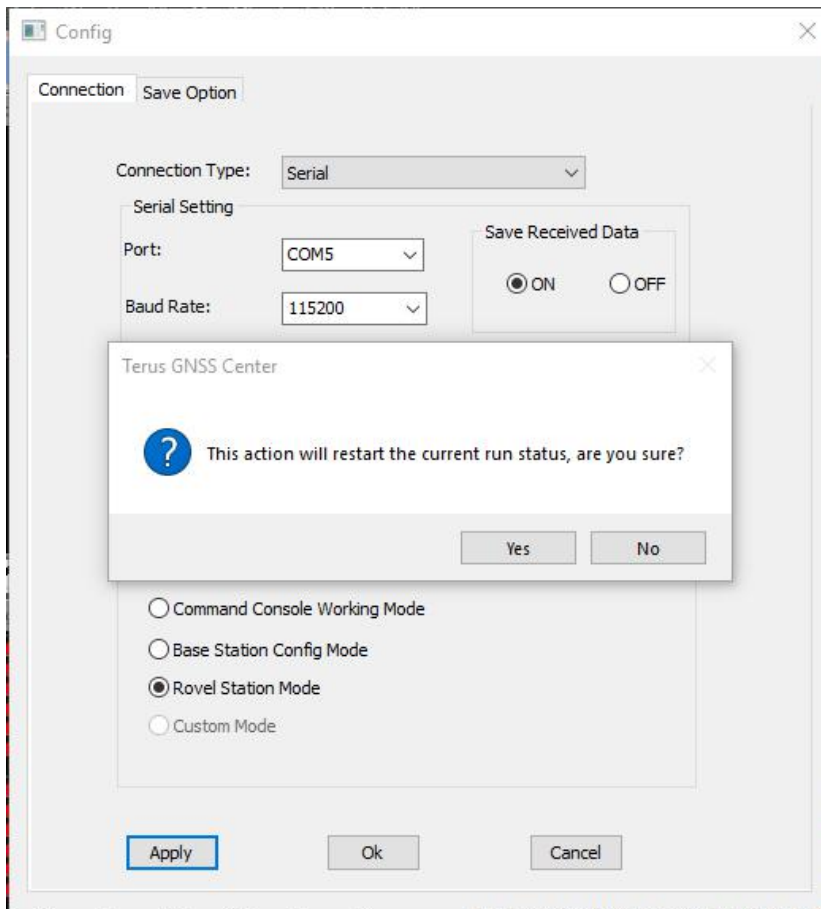 Config
Connection Save Option
Connection Type: Serial
Serial Setting
Save Received Data
Port: COM5
ON OFF
Baud Rate: 115200
Terus GNSS Center
This action will restart the current run status, are you sure?
Yes No
Command Console Working Mode
Base Station Config Mode
Rovel Station Mode
Custom Mode
Apply Ok Cancel